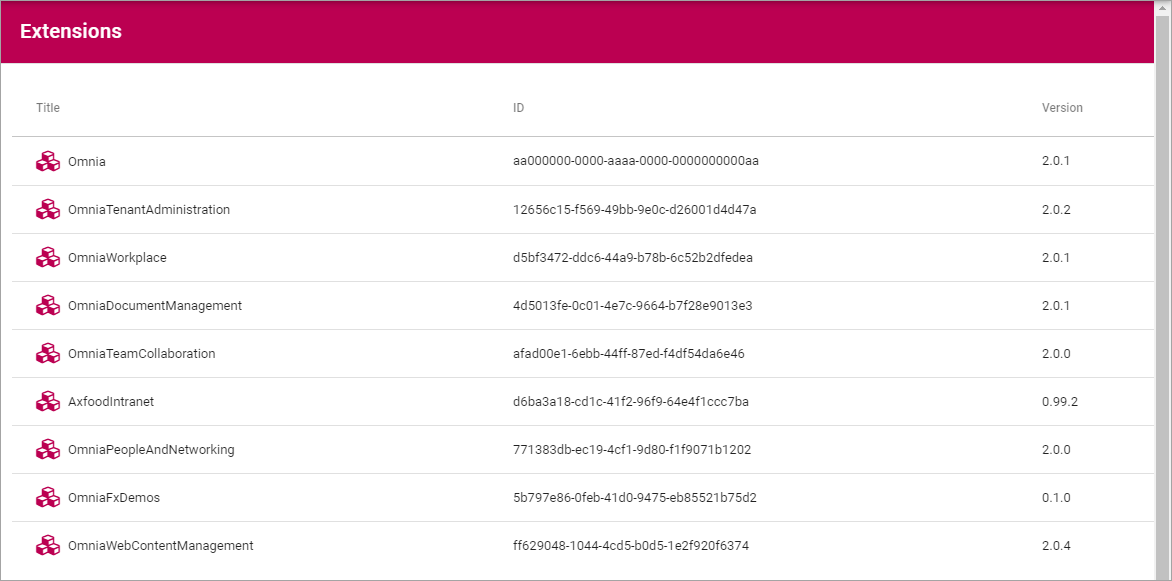 Extensions
Title ID Version
Omnia aa000000-0000-aaaa-0000-0000000000aa 2.0.1
OmniaTenantAdministration 12656c15-f569-49bb-9e0c-d26001d4d47a 2.0.2
OmniaWorkplace d5bf3472-ddc6-44a9-b78b-6c52b2dfedea 2.0.1
OmniaDocumentManagement 4d5013fe-0c01-4e7c-9664-b7f28e9013e3 2.0.1
OmniaTeamCollaboration afad00e1-6ebb-44ff-87ed-f4df54da6e46 2.0.0
AxfoodIntranet d6ba3a18-cd1c-41f2-96f9-64e4f1ccc7ba 0.99.2
OmniaPeopleAndNetworking 771383db-ec19-4cf1-9d80-f1f9071b1202 2.0.0
OmniaFxDemos 5b797e86-0feb-41d0-9475-eb85521b75d2 0.1.0
OmniaWebContentManagement ff629048-1044-4cd5-b0d5-1e2f920f6374 2.0.4